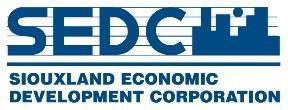 SEDC
SIOUXLAND ECONOMIC
DEVELOPMENT CORPORATION